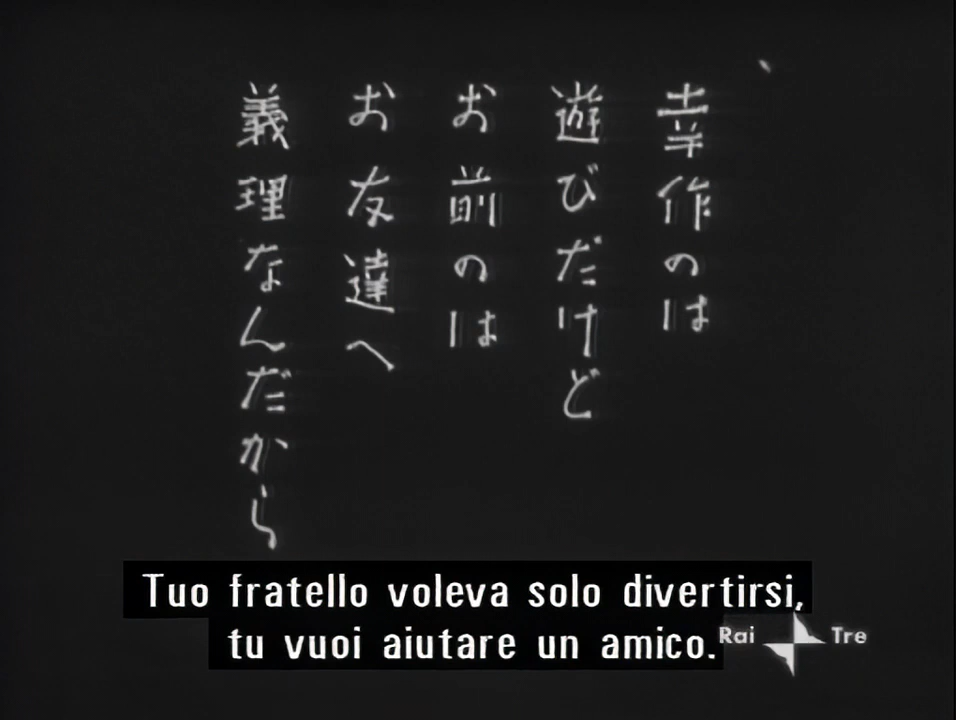 幸作のは
遊びだけど
お前のは
お友達へ
義理なんだから
Tuo fratello voleva solo divertirsi,
tu vuoi aiutare un amico.
Rai Tre